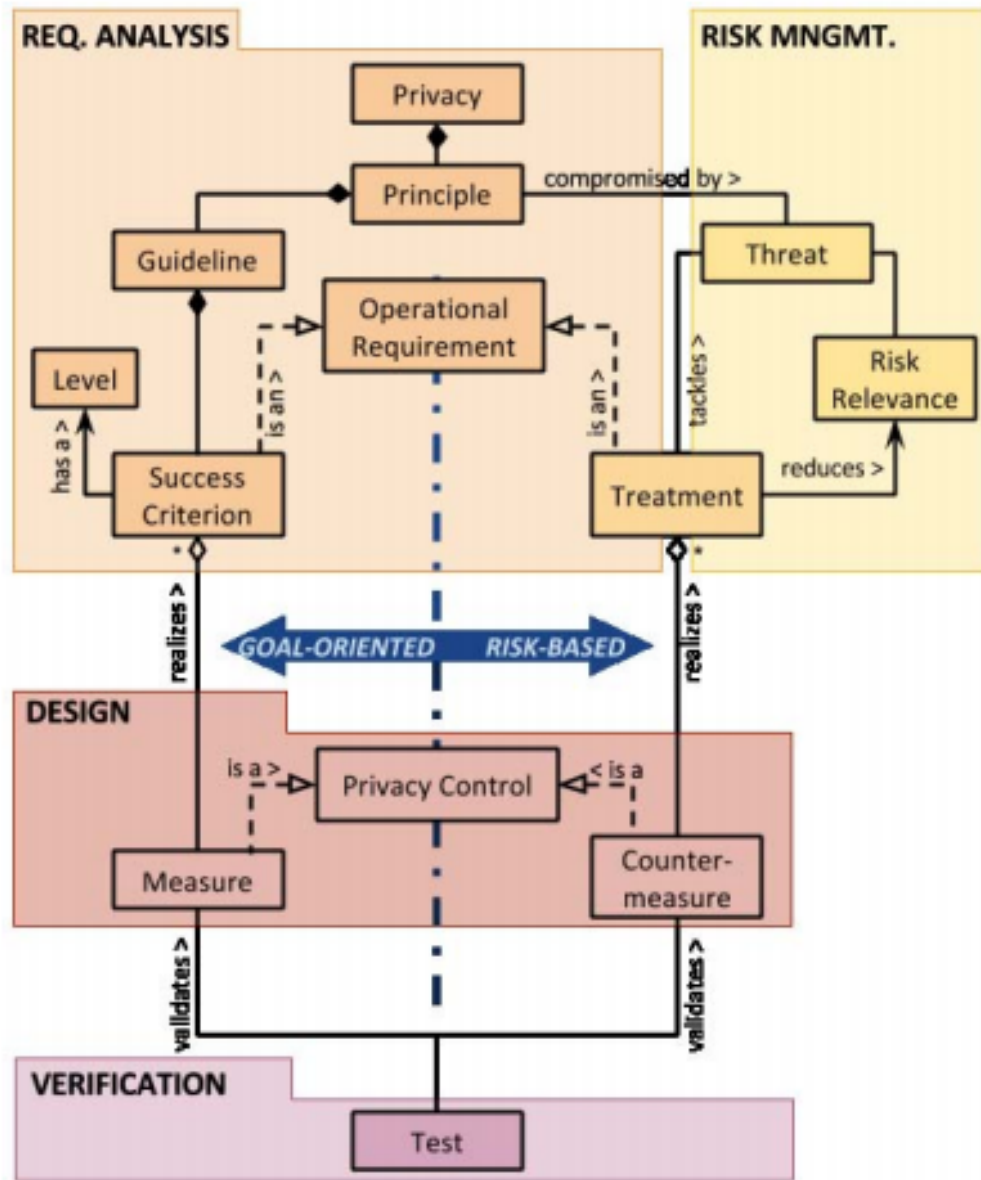 REQ. ANALYSIS
RISK MNGMT.
Privacy
Principle
compromised by >
Guideline
Threat
Operational
Requirement
Level
Risk
Relevance
has a >
is an >
is an >
tackles >
Success
Criterion
Treatment
reduces >
*
*
realizes >
realizes >
GOAL-ORIENTED
RISK-BASED
DESIGN
is a >
< is a
Privacy Control
Measure
Counter-
measure
validates >
validates >
VERIFICATION
Test